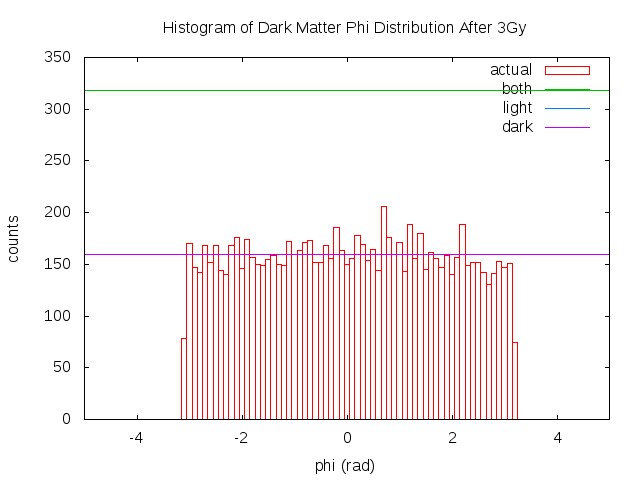 Histogram of Dark Matter Phi Distribution After 3Gy
350
300
250
200
150
100
50
0
counts
actual
both
light
dark
-4 -2 0 2 4
phi (rad)